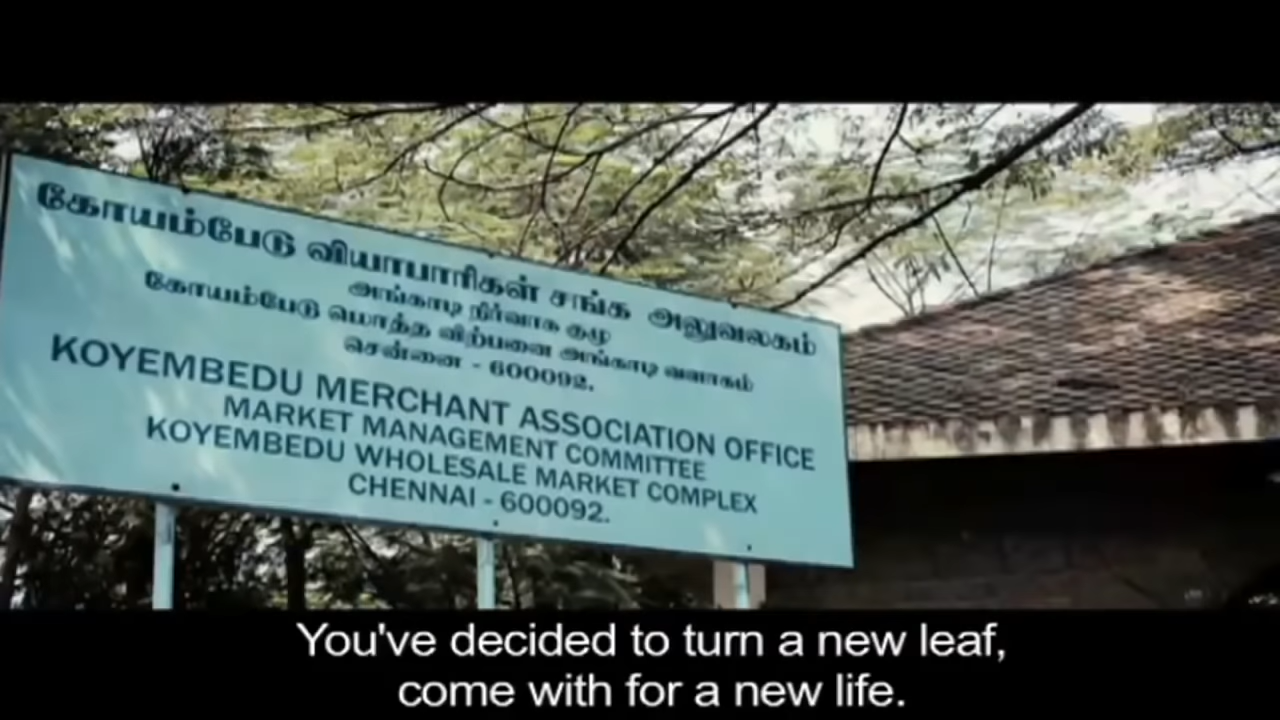 கோயம்பேடு வியாபாரிகள் சங்க அலுவலகம்
அங்காடி நிர்வாக குழு
கோயம்பேடு மொத்த விற்பனை அங்காடி வளாகம்
சென்னை - 600092.
KOYEMBEDU MERCHANT ASSOCIATION OFFICE
MARKET MANAGEMENT COMMITTEE
KOYEMBEDU WHOLESALE MARKET COMPLEX
CHENNAI - 600092.
You've decided to turn a new leaf,
come with for a new life.